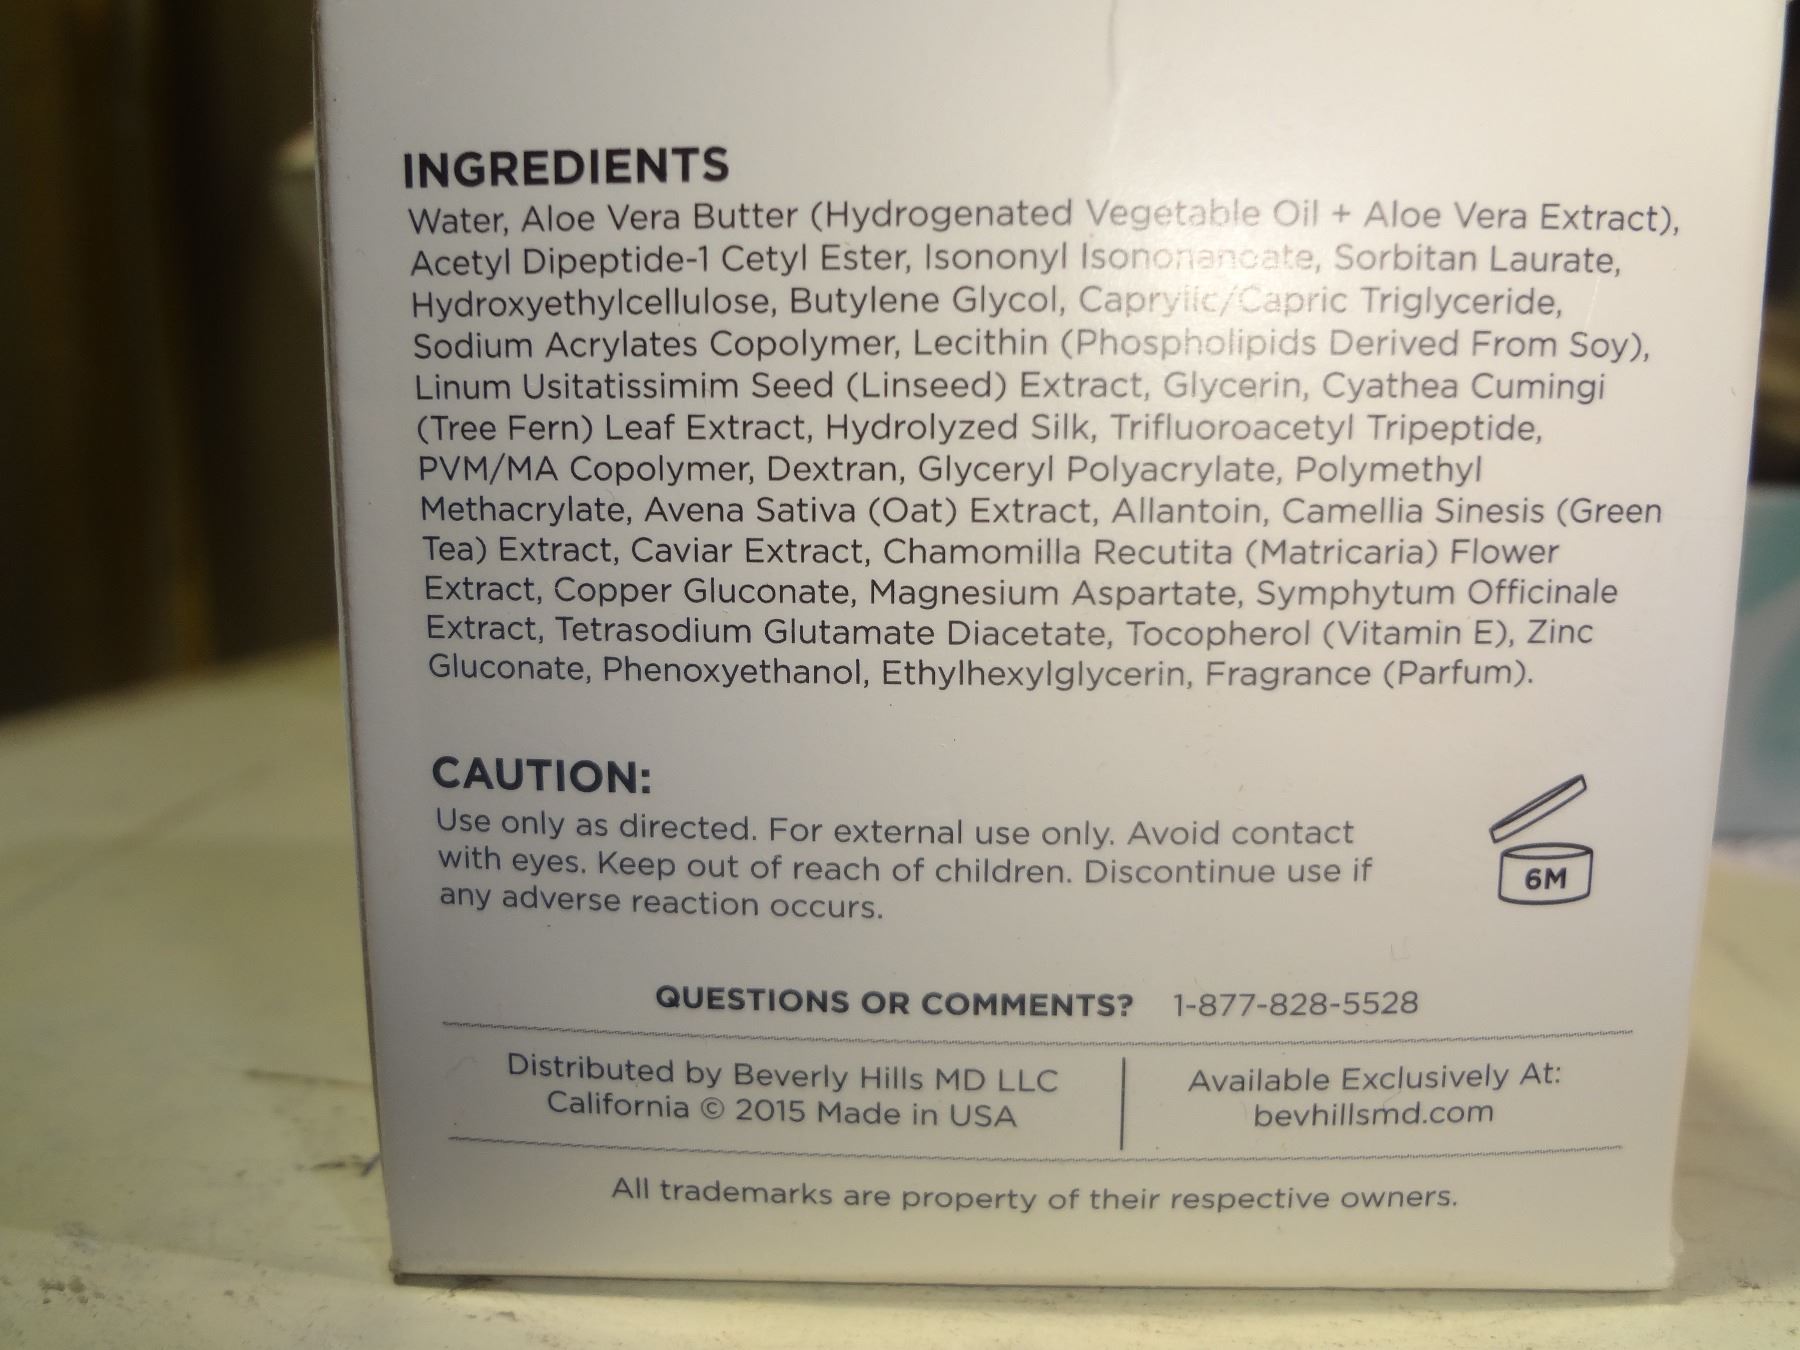 INGREDIENTS
Water, Aloe Vera Butter (Hydrogenated Vegetable Oil + Aloe Vera Extract),
Acetyl Dipeptide-1 Cetyl Ester, Isononyl Isononanoate, Sorbitan Laurate,
Hydroxyethylcellulose, Butylene Glycol, Caprylic/Capric Triglyceride,
Sodium Acrylates Copolymer, Lecithin (Phospholipids Derived From Soy),
Linum Usitatissimim Seed (Linseed) Extract, Glycerin, Cyathea Cumingi
(Tree Fern) Leaf Extract, Hydrolyzed Silk, Trifluoroacetyl Tripeptide,
PVM/MA Copolymer, Dextran, Glyceryl Polyacrylate, Polymethyl
Methacrylate, Avena Sativa (Oat) Extract, Allantoin, Camellia Sinesis (Green
Tea) Extract, Caviar Extract, Chamomilla Recutita (Matricaria) Flower
Extract, Copper Gluconate, Magnesium Aspartate, Symphytum Officinale
Extract, Tetrasodium Glutamate Diacetate, Tocopherol (Vitamin E), Zinc
Gluconate, Phenoxyethanol, Ethylhexylglycerin, Fragrance (Parfum).
CAUTION:
Use only as directed. For external use only. Avoid contact
with eyes. Keep out of reach of children. Discontinue use if
any adverse reaction occurs.
6M
QUESTIONS OR COMMENTS? 1-877-828-5528
Distributed by Beverly Hills MD LLC
California © 2015 Made in USA
Available Exclusively At:
bevhillsmd.com
All trademarks are property of their respective owners.